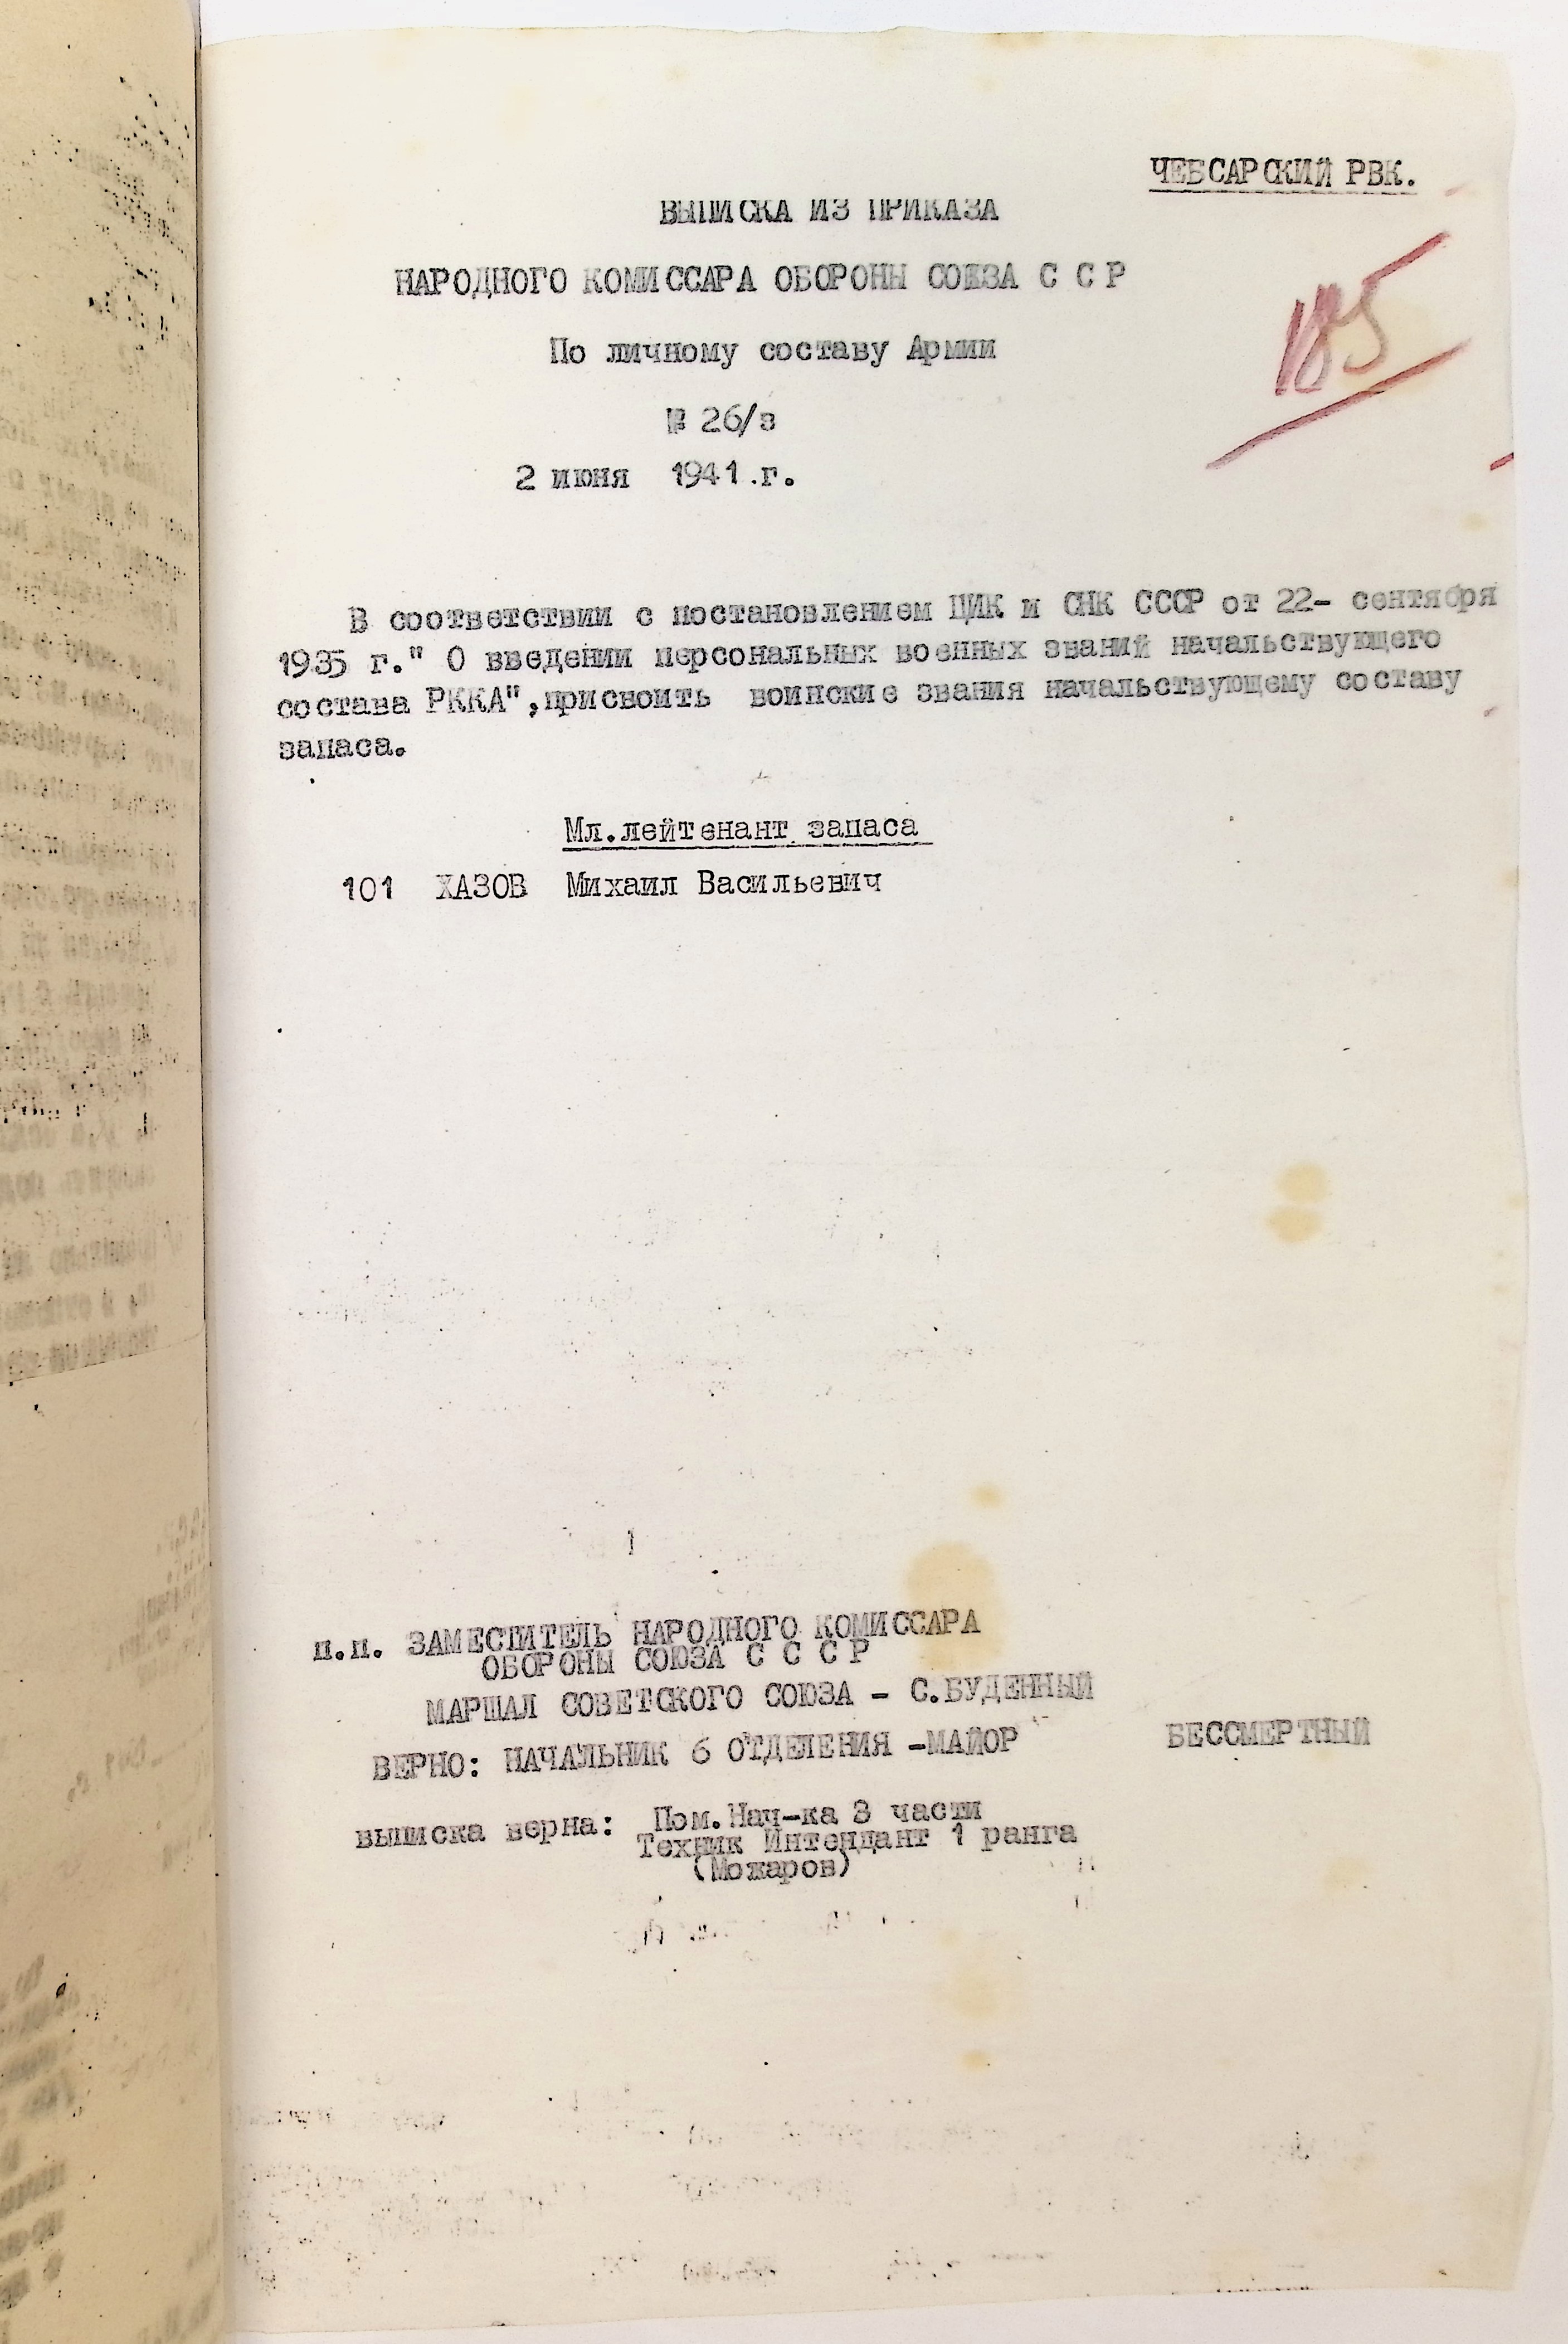 ЧЕБСАРСКИЙ РВК.
ВЫПИСКА ИЗ ПРИКАЗА
НАРОДНОГО КОМИССАРА ОБОРОНЫ СОЮЗА С С Р
По личному составу Армии
№ 26/з
2 июня 1941.г.
185
В соответствии с постановлением ЦИК и СНК СССР от 22- сентября
1935 г." О введении персональных военных званий начальствующего
состава РККА",присвоить воинские звания начальствующему составу
запаса.
Мл.лейтенант запаса
101 ХАЗОВ Михаил Васильевич
п.п. ЗАМЕСТИТЕЛЬ НАРОДНОГО КОМИССАРА
ОБОРОНЫ СОЮЗА С С С Р
МАРШАЛ СОВЕТСКОГО СОЮЗА - С.БУДЕННЫЙ
ВЕРНО: НАЧАЛЬНИК 6 ОТДЕЛЕНИЯ -МАЙОР БЕССМЕРТНЫЙ
выписка верна: Пом.Нач-ка 3 части
Техник Интендант 1 ранга
(Можаров)